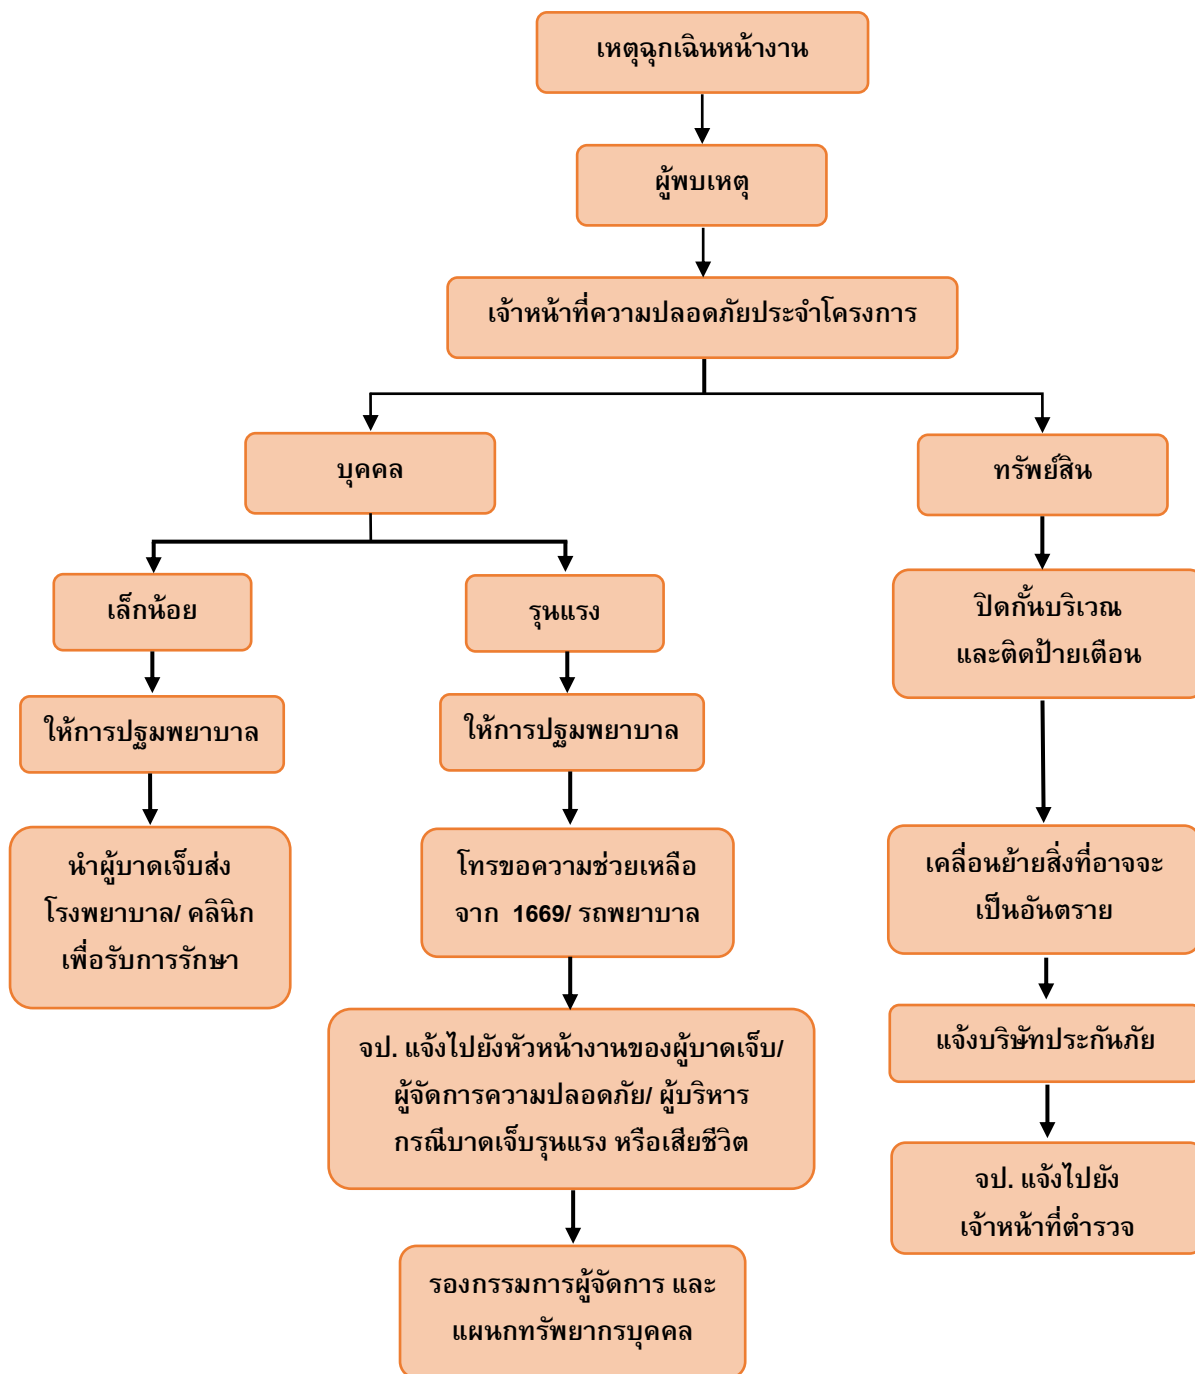 เหตุฉุกเฉินหน้างาน
ผู้พบเหตุ
เจ้าหน้าที่ความปลอดภัยประจำโครงการ
บุคคล
ทรัพย์สิน
เล็กน้อย
รุนแรง
ปิดกั้นบริเวณ
และติดป้ายเตือน
ให้การปฐมพยาบาล
ให้การปฐมพยาบาล
นำผู้บาดเจ็บส่ง
โรงพยาบาล/ คลินิก
เพื่อรับการรักษา
โทรขอความช่วยเหลือ
จาก 1669/ รถพยาบาล
เคลื่อนย้ายสิ่งที่อาจจะ
เป็นอันตราย
จป. แจ้งไปยังหัวหน้างานของผู้บาดเจ็บ/
ผู้จัดการความปลอดภัย/ ผู้บริหาร
กรณีบาดเจ็บรุนแรง หรือเสียชีวิต
แจ้งบริษัทประกันภัย
จป. แจ้งไปยัง
เจ้าหน้าที่ตำรวจ
รองกรรมการผู้จัดการ และ
แผนกทรัพยากรบุคคล